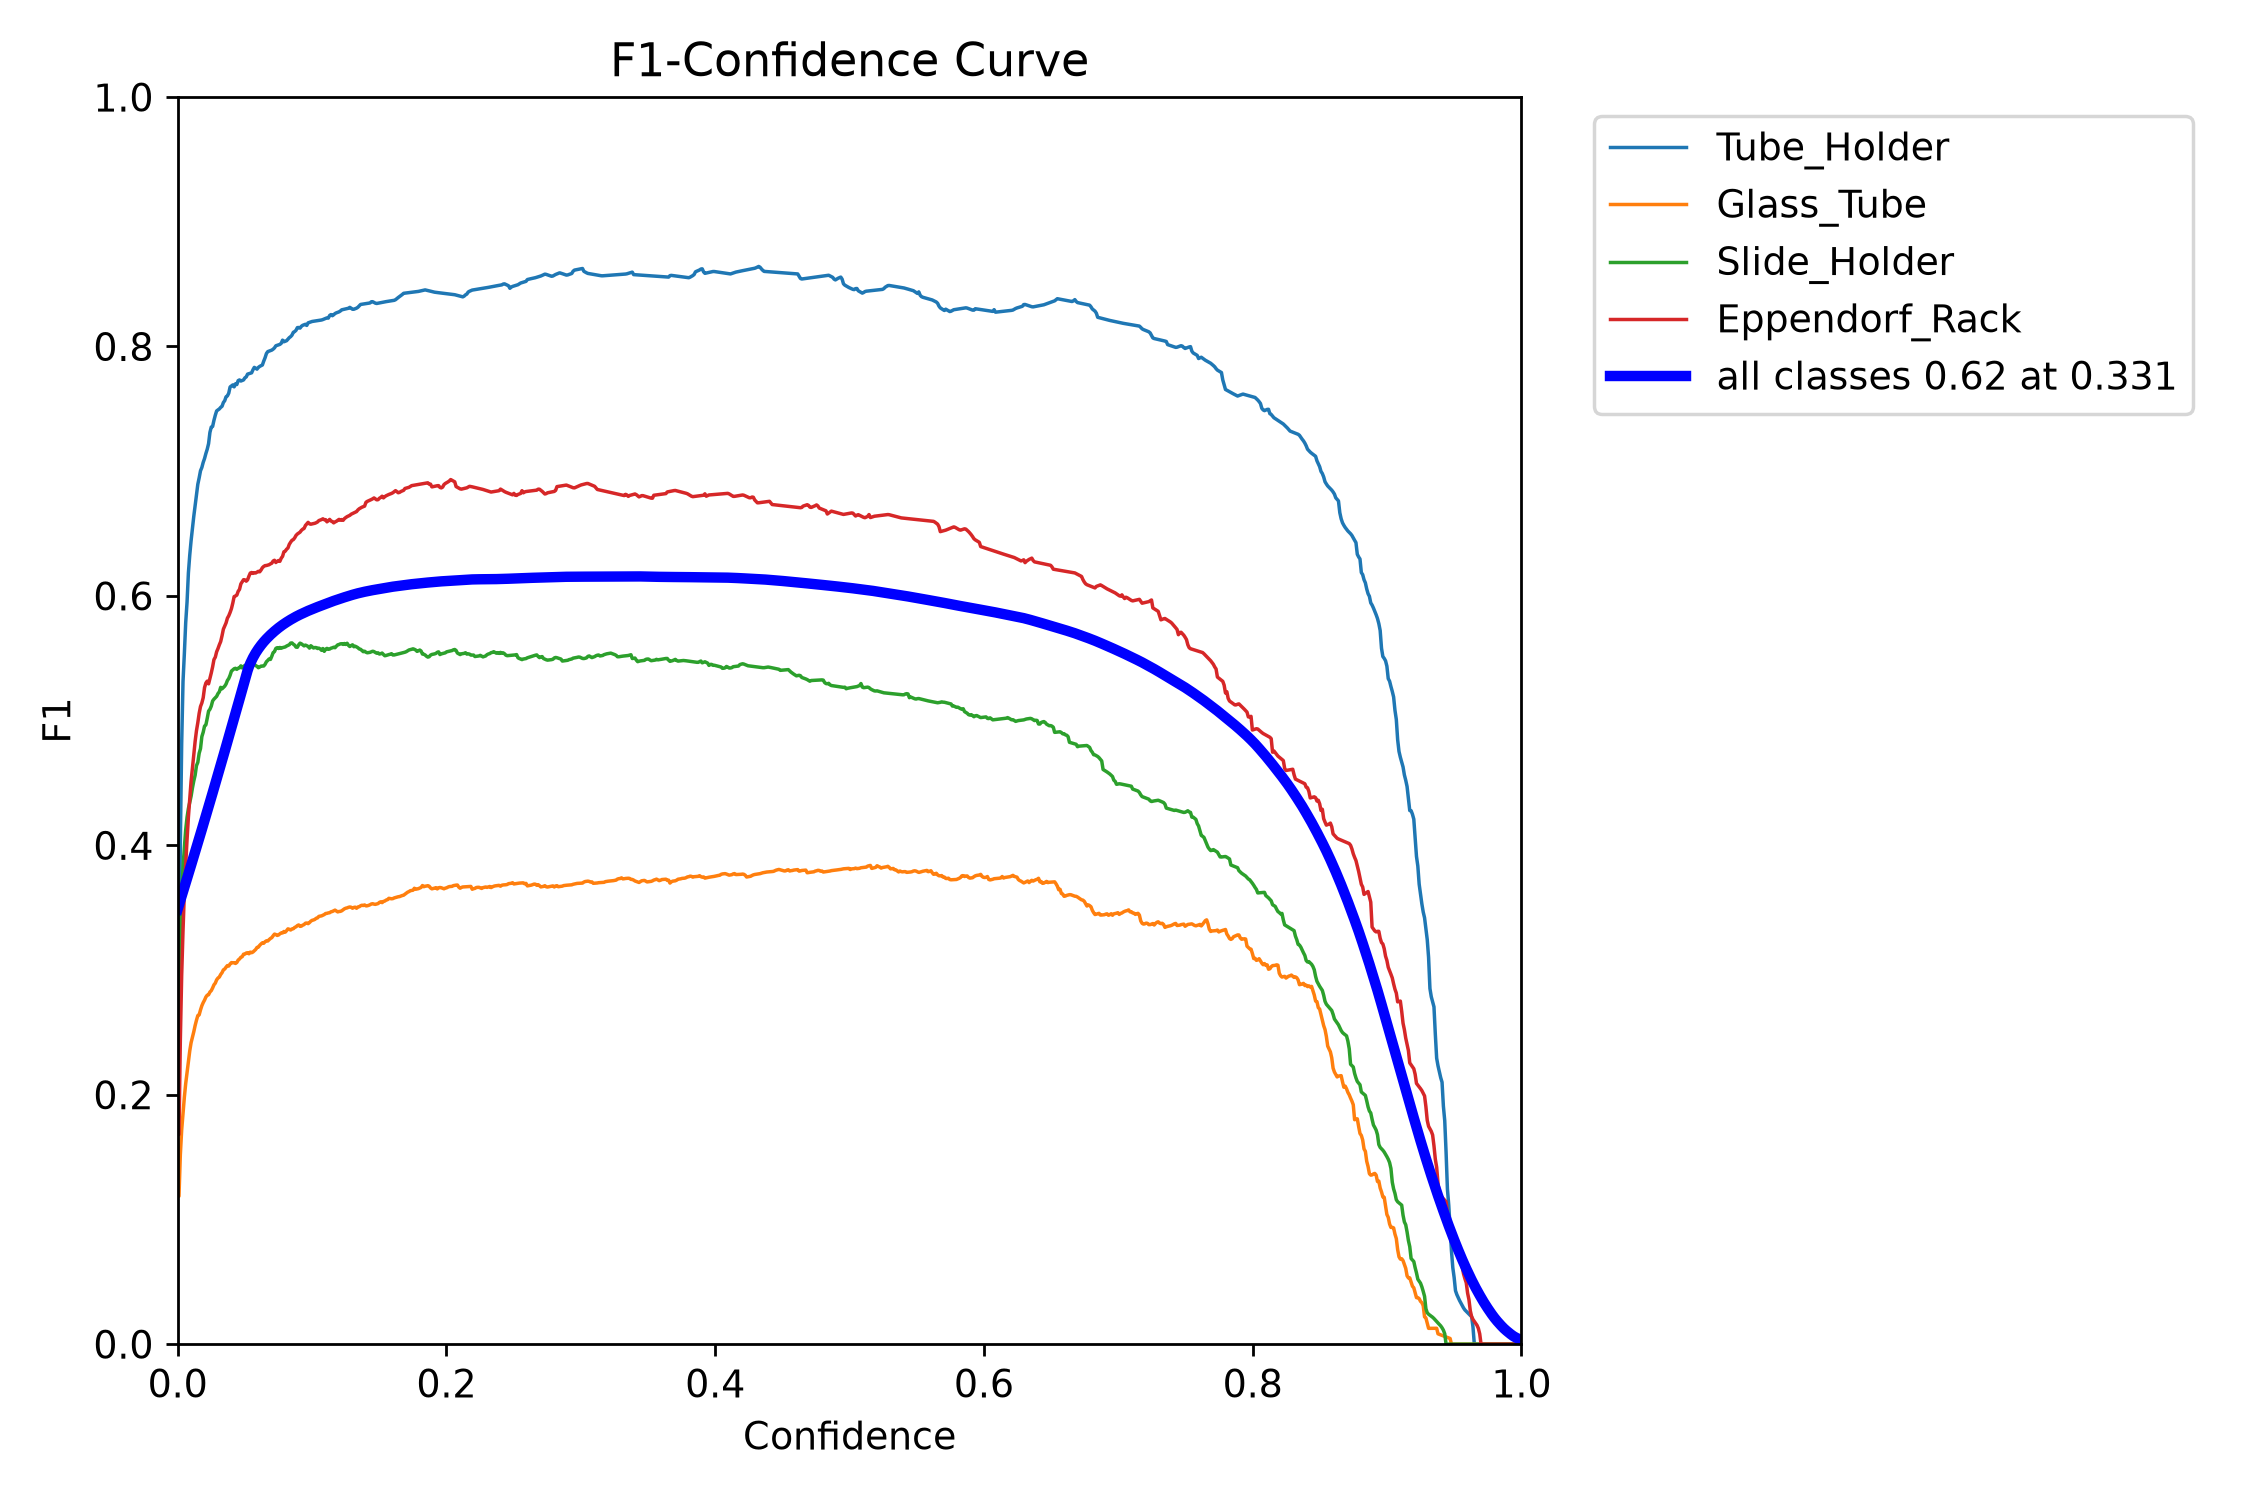 F1-Confidence Curve
1.0
0.8
0.6
0.4
0.2
0.0
F1
0.0 0.2 0.4 0.6 0.8 1.0
Confidence
Tube_Holder
Glass_Tube
Slide_Holder
Eppendorf_Rack
all classes 0.62 at 0.331